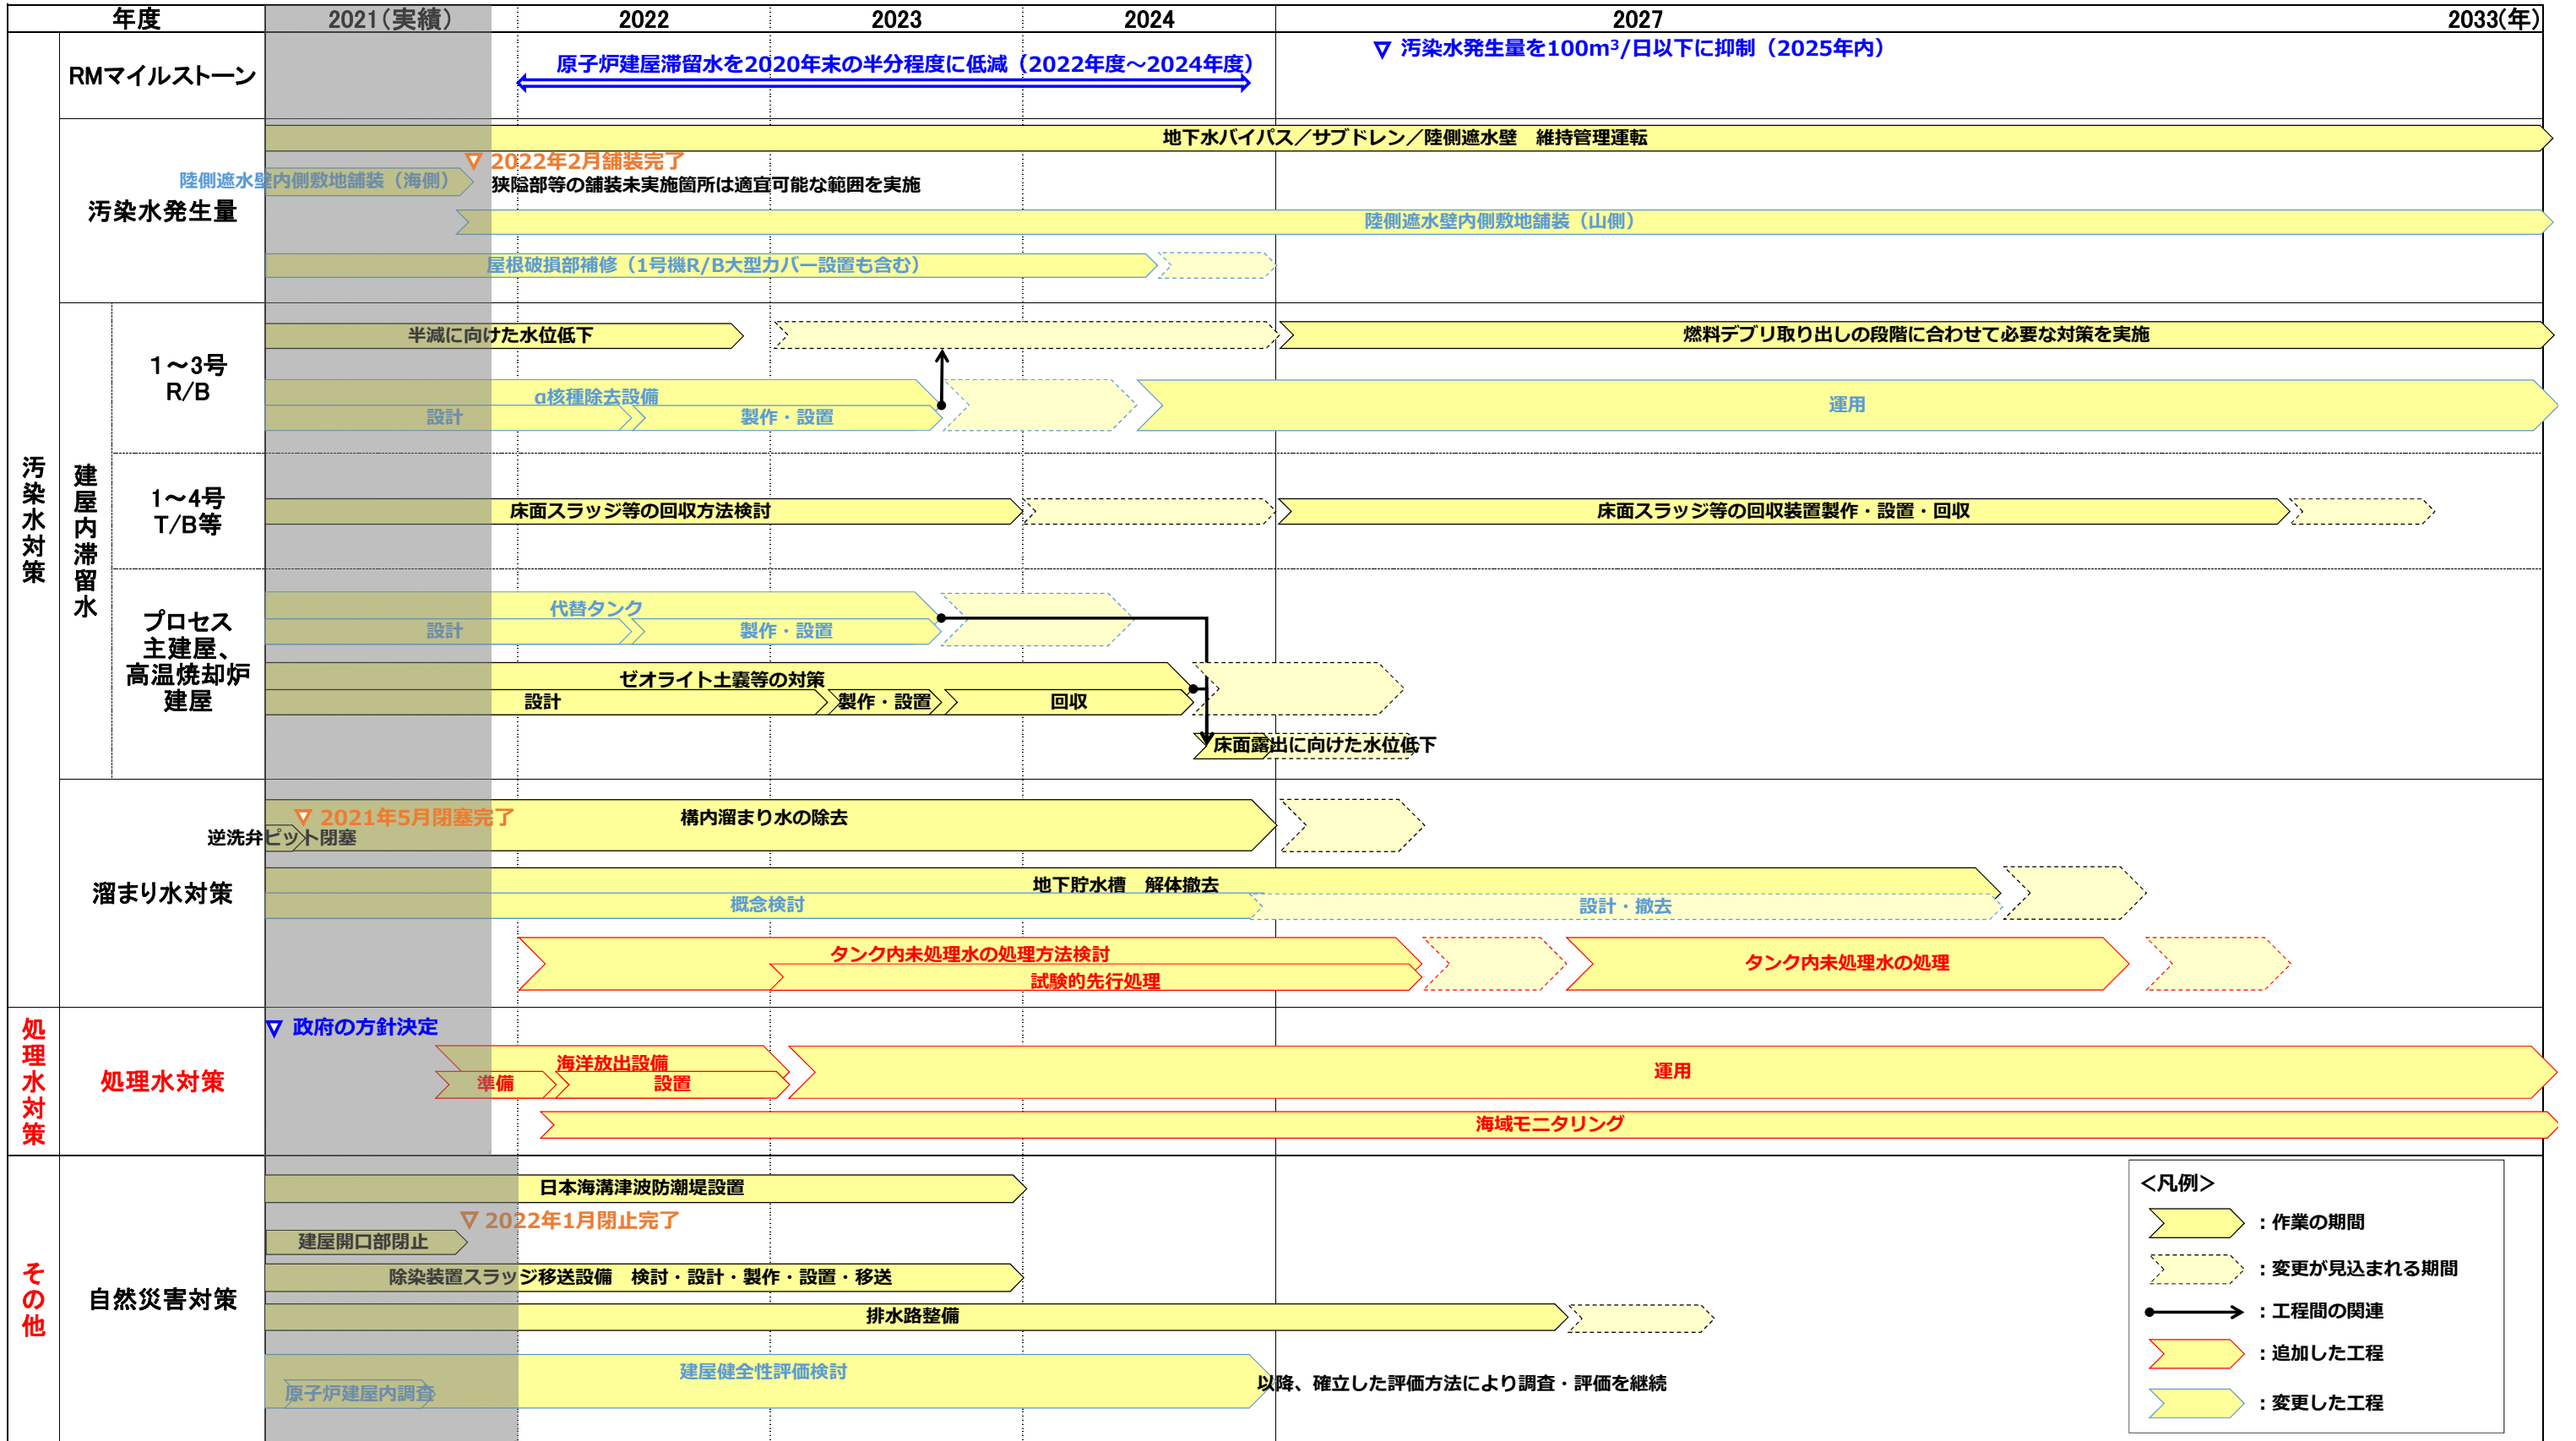 年度 2021(実績) 2022 2023 2024 2027 2033(年)
汚染水対策
RMマイルストーン
原子炉建屋滞留水を2020年末の半分程度に低減（2022年度～2024年度）
汚染水発生量を100m³/日以下に抑制（2025年内）
汚染水発生量
地下水バイパス／サブドレン／陸側遮水壁　維持管理運転
2022年2月舗装完了
陸側遮水壁内側敷地舗装（海側）
狭隘部等の舗装未実施箇所は適宜可能な範囲を実施
陸側遮水壁内側敷地舗装（山側）
屋根破損部補修（1号機R/B大型カバー設置も含む）
建屋内滞留水
1～3号
R/B
半減に向けた水位低下
燃料デブリ取り出しの段階に合わせて必要な対策を実施
α核種除去設備
設計
製作・設置
運用
1～4号
T/B等
床面スラッジ等の回収方法検討
床面スラッジ等の回収装置製作・設置・回収
プロセス
主建屋、
高温焼却炉
建屋
代替タンク
設計
製作・設置
ゼオライト土嚢等の対策
設計
製作・設置
回収
床面露出に向けた水位低下
溜まり水対策
2021年5月閉塞完了
構内溜まり水の除去
逆洗弁ピット閉塞
地下貯水槽　解体撤去
概念検討
設計・撤去
タンク内未処理水の処理方法検討
試験的先行処理
タンク内未処理水の処理
処理水対策
処理水対策
政府の方針決定
海洋放出設備
準備
設置
運用
海域モニタリング
その他
自然災害対策
日本海溝津波防潮堤設置
2022年1月閉止完了
建屋開口部閉止
除染装置スラッジ移送設備　検討・設計・製作・設置・移送
排水路整備
建屋健全性評価検討
原子炉建屋内調査
以降、確立した評価方法により調査・評価を継続
＜凡例＞
：作業の期間
：変更が見込まれる期間
：工程間の関連
：追加した工程
：変更した工程